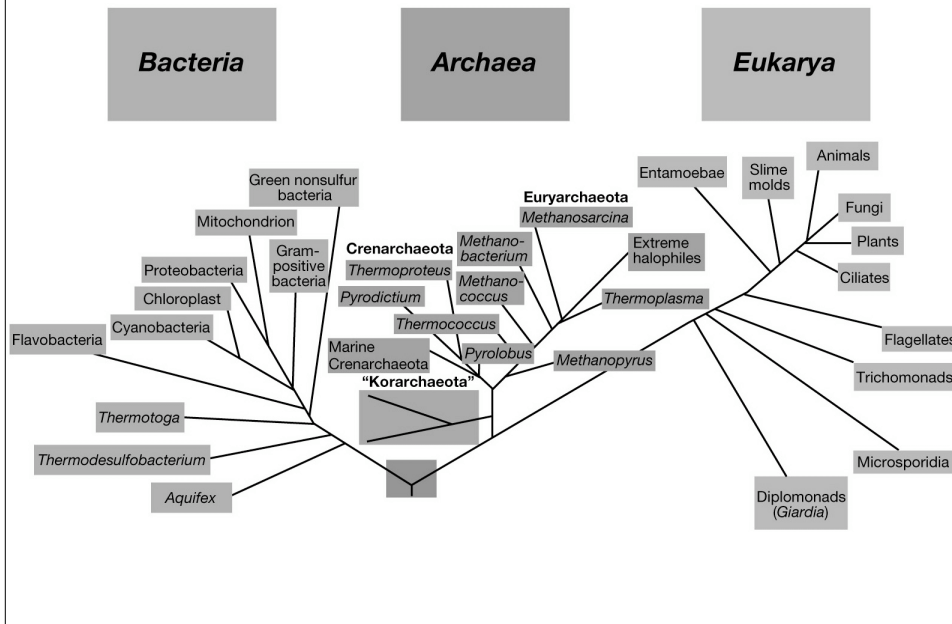 Bacteria
Archaea
Eukarya
Green nonsulfur
bacteria
Mitochondrion
Gram-
positive
bacteria
Proteobacteria
Chloroplast
Cyanobacteria
Flavobacteria
Thermotoga
Thermodesulfobacterium
Aquifex
Crenarchaeota
Thermoproteus
Pyrodictium
Thermococcus
Marine
Crenarchaeota
Pyrolobus
“Korarchaeota”
Euryarchaeota
Methanosarcina
Methano-
bacterium
Methano-
coccus
Extreme
halophiles
Thermoplasma
Methanopyrus
Entamoebae
Slime
molds
Animals
Fungi
Plants
Ciliates
Flagellates
Trichomonads
Microsporidia
Diplomonads
(Giardia)